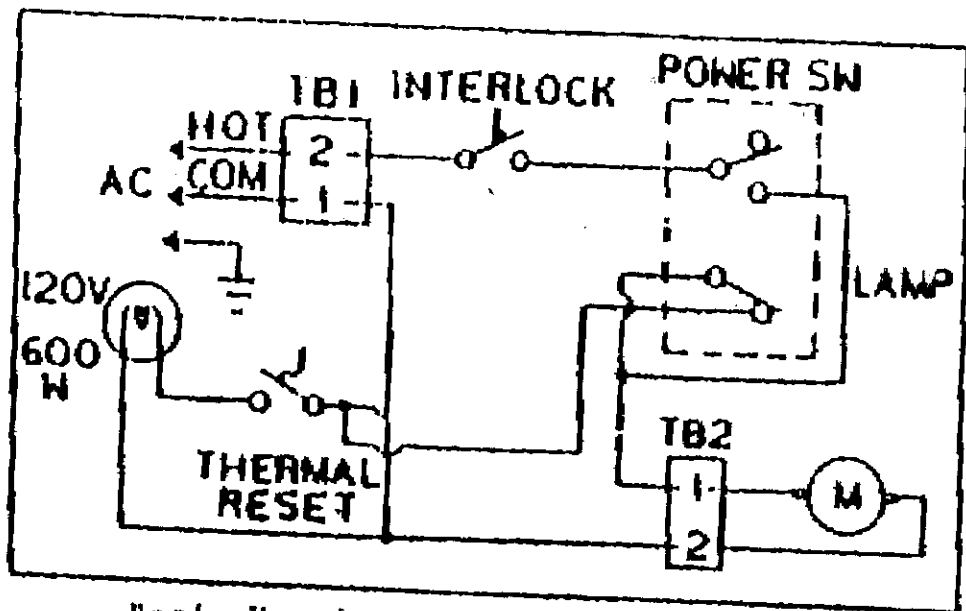 POWER SW
TB1 INTERLOCK
HOT
2
AC COM
1
120V
LAMP
600
W
TB2
THERMAL
RESET
1
M
2